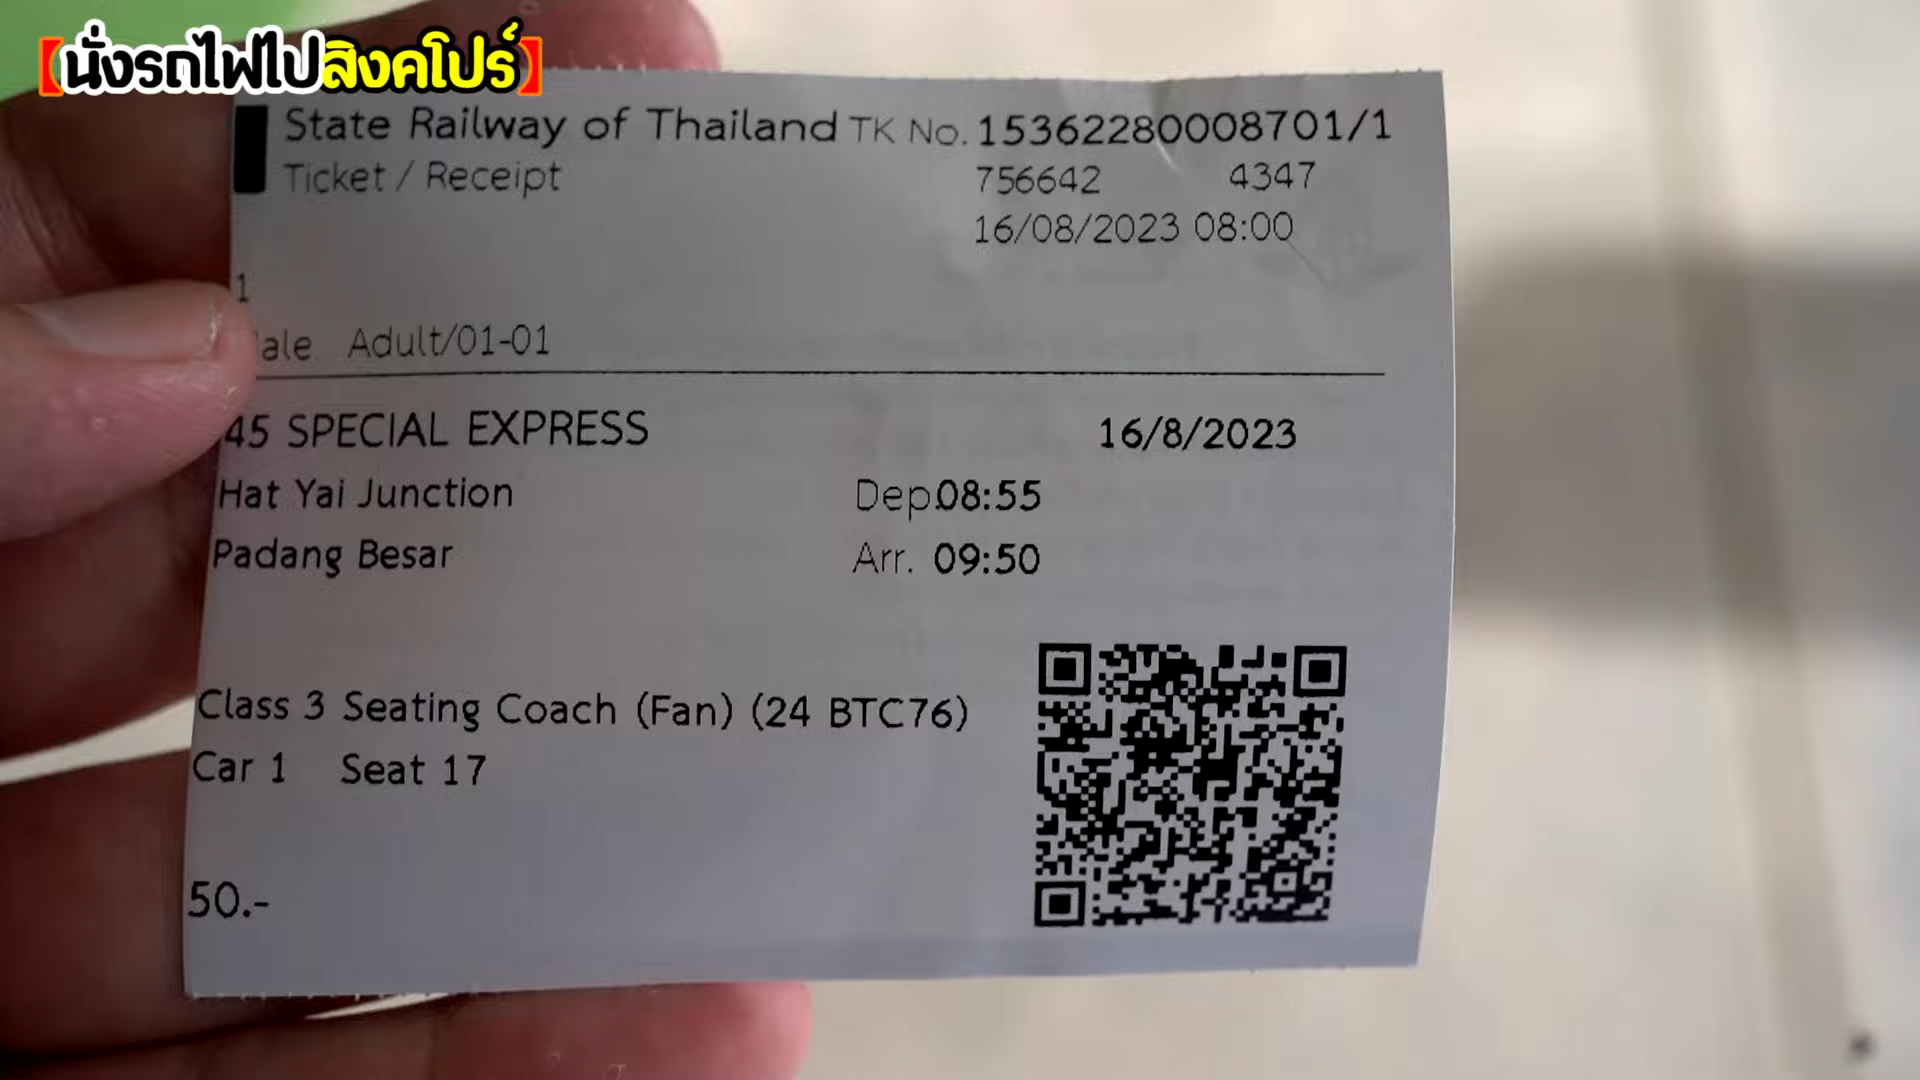 【นั่งรถไฟไปสิงคโปร์】
State Railway of Thailand TK No. 15362280008701/1
Ticket / Receipt 756642 4347
16/08/2023 08:00
1
Adult/01-01
45 SPECIAL EXPRESS 16/8/2023
Hat Yai Junction Dep.08:55
Padang Besar Arr. 09:50
Class 3 Seating Coach (Fan) (24 BTC76)
Car 1 Seat 17
50.-